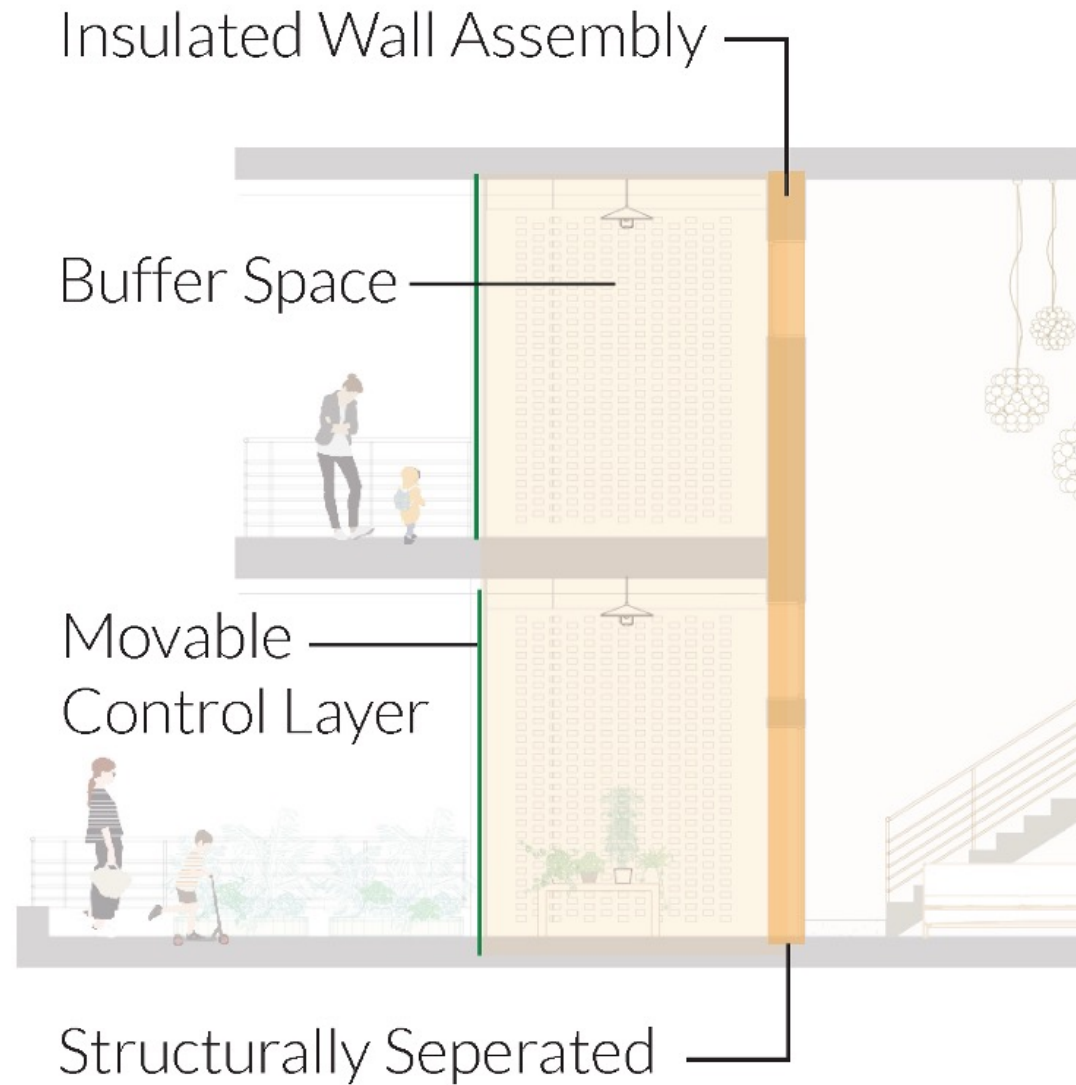 Insulated Wall Assembly
Buffer Space
Movable
Control Layer
Structurally Seperated